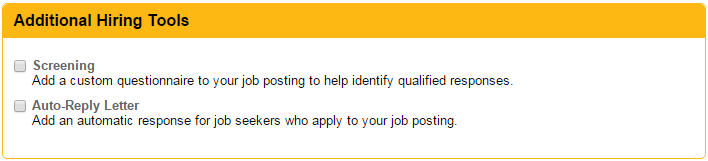 Additional Hiring Tools
Screening
Add a custom questionnaire to your job posting to help identify qualified responses.
Auto-Reply Letter
Add an automatic response for job seekers who apply to your job posting.